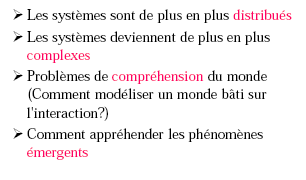 ➢ Les systèmes sont de plus en plus distribués
➢ Les systèmes deviennent de plus en plus
complexes
➢ Problèmes de compréhension du monde
(Comment modéliser un monde bâti sur
l'interaction?)
➢ Comment appréhender les phénomènes
émergents